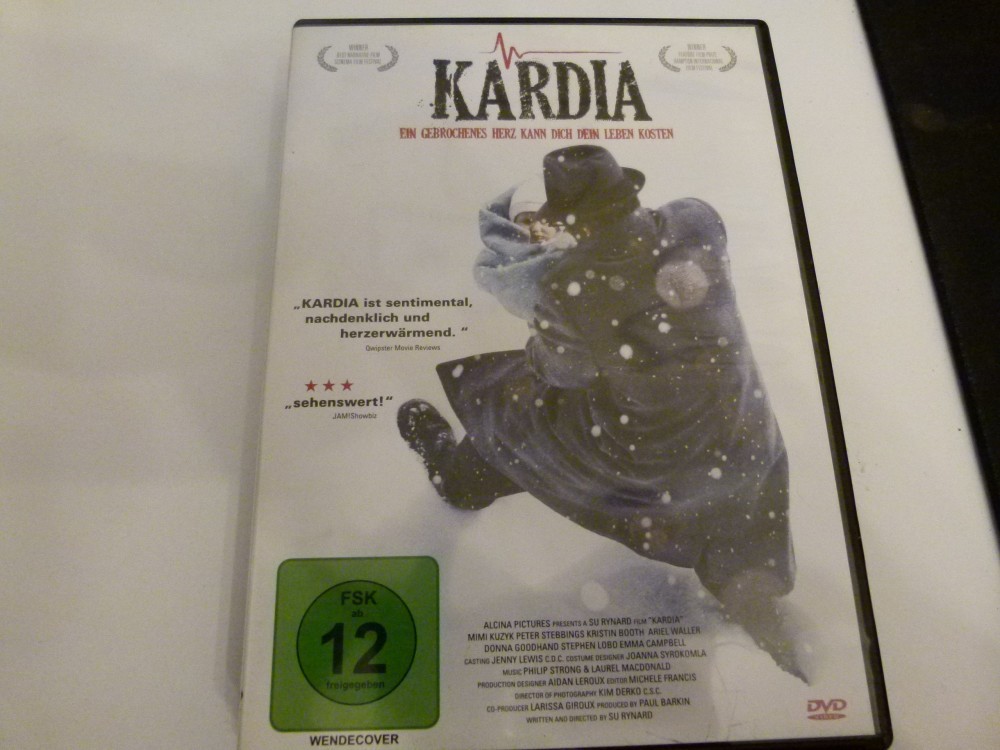 WINNER
WINNER
KARDIA
EIN GEBROCHENES HERZ KANN DICH DEIN LEBEN KOSTEN
„KARDIA ist sentimental,
nachdenklich und
herzerwärmend. “
Gregster Movie Reviews
„sehenswert!“
JAM!Showbiz
FSK
ab
12
freigegeben
WENDECOVER
ALCINA PICTURES PRESENTS A SU RYNARD FILM "KARDIA"
MIMI KUZYK PETER STEBBINGS KRISTIN BOOTH ARIEL WALLER
DONNA GOODHAND STEPHEN LOBO EMMA CAMPBELL
CASTING JENNY LEWIS C.D.C. COSTUME DESIGNER JOANNA SYROKOMLA
MUSIC PHILIP STRONG & LAUREL MACDONALD
PRODUCTION DESIGNER AIDAN LEROUX EDITOR MICHELE FRANCIS
DIRECTOR OF PHOTOGRAPHY KIM DERKO C.S.C.
CO-PRODUCER LARISSA GIROUX PRODUCED BY PAUL BARKIN
WRITTEN AND DIRECTED BY SU RYNARD
DVD
VIDEO